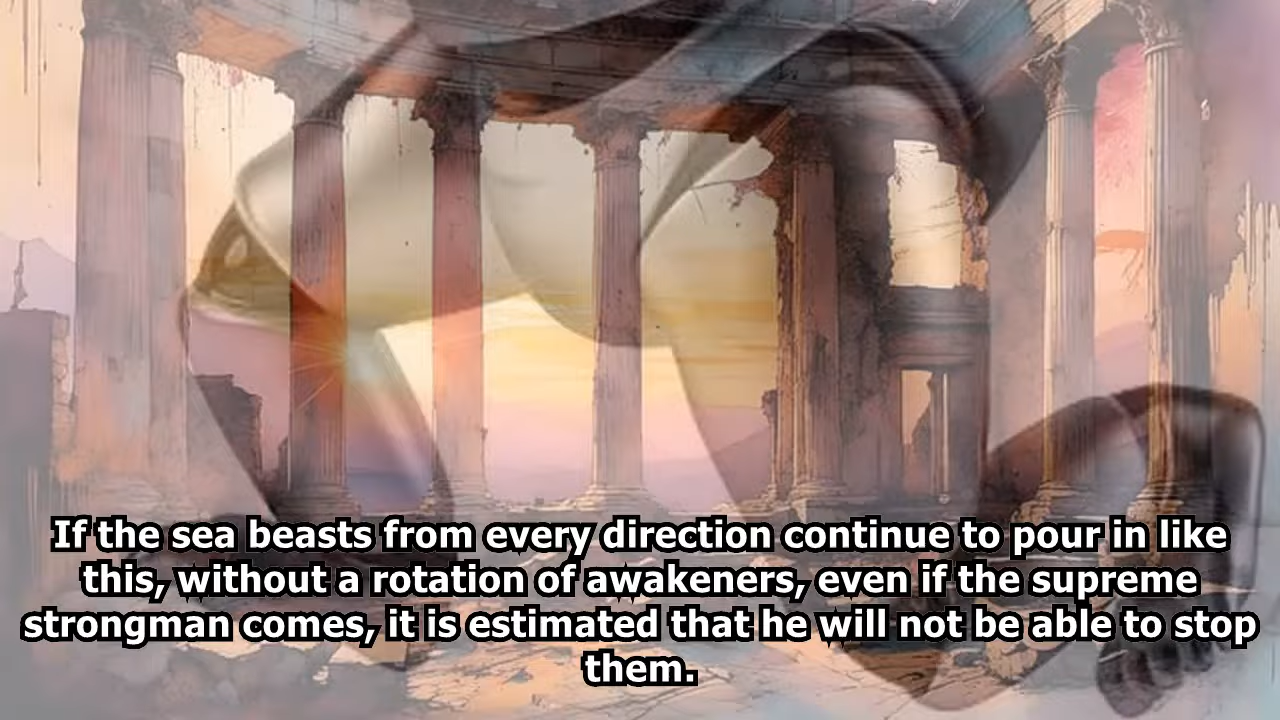 If the sea beasts from every direction continue to pour in like
this, without a rotation of awakeners, even if the supreme
strongman comes, it is estimated that he will not be able to stop
them.